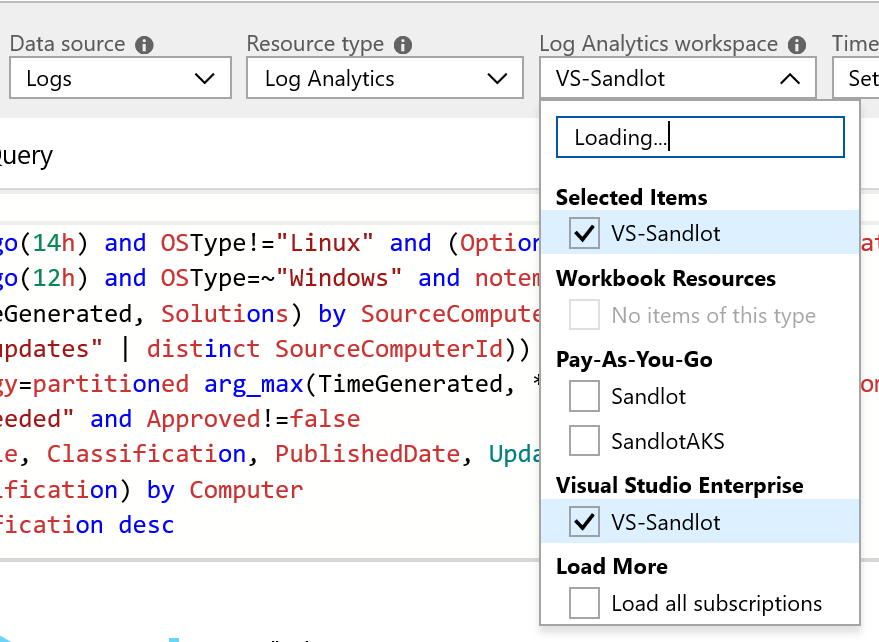 Data source Resource type Log Analytics workspace Time
Logs Log Analytics VS-Sandlot Set
Loading...
Query
Selected Items
go(14h) and OSType!="Linux" and (Option
VS-Sandlot
at
go(12h) and OSType=~"Windows" and notem
Workbook Resources
eGenerated, Solutions) by SourceCompute
No items of this type
updates" | distinct SourceComputerId))
Pay-As-You-Go
gy=partitioned arg_max(TimeGenerated, *
Sandlot
or
eeded" and Approved!=false
SandlotAKS
le, Classification, PublishedDate, Upda
Visual Studio Enterprise
ification) by Computer
fication desc
VS-Sandlot
Load More
Load all subscriptions